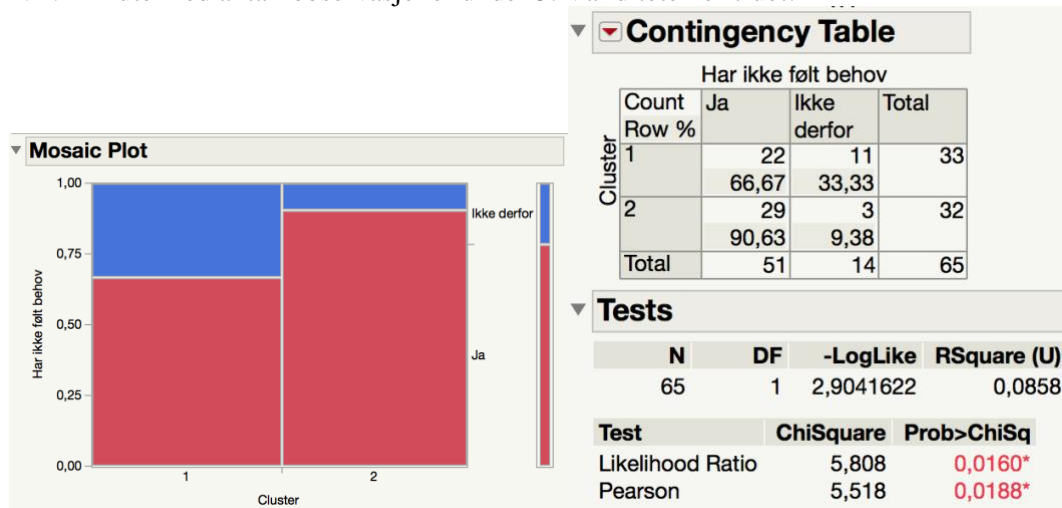 Mosaic Plot
1,00
0,75
0,50
0,25
0,00
Har ikke følt behov
Ikke derfor
Ja
1 2
Cluster
Contingency Table
Har ikke følt behov
Count Ja Ikke Total
Row % derfor
Cluster
1 22 11 33
66,67 33,33
2 29 3 32
90,63 9,38
Total 51 14 65
Tests
N DF -LogLike RSquare (U)
65 1 2,9041622 0,0858
Test ChiSquare Prob>ChiSq
Likelihood Ratio 5,808 0,0160*
Pearson 5,518 0,0188*